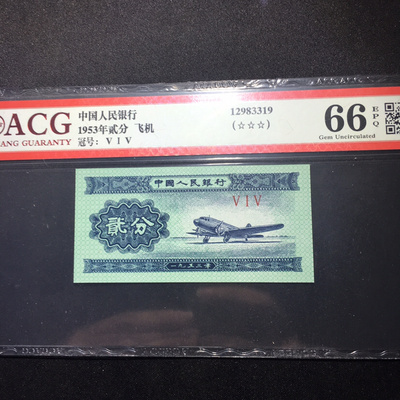 ACG
ANG GUARANTY
中国人民银行
1953年贰分 飞机
冠号: V I V
12983319
(☆☆☆)
66 EPQ
Gem Uncirculated
中國人民銀行
V I V
貳分
一九五三年